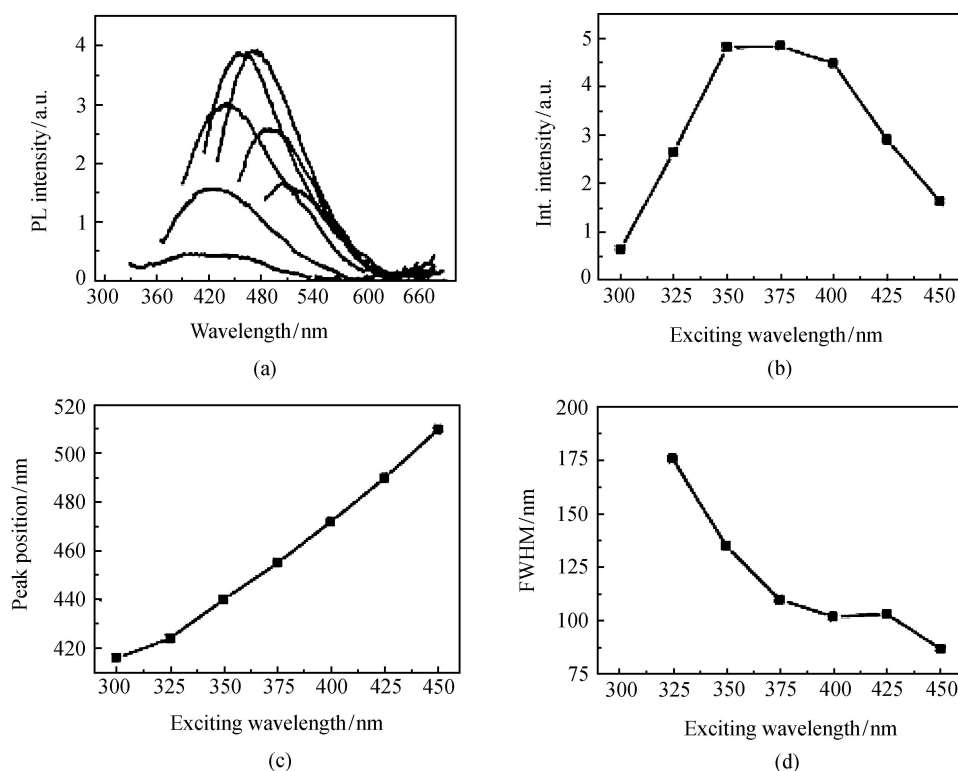 PL intensity/a.u.
4
3
2
1
0
300 360 420 480 540 600 660
Wavelength/nm
(a)
Int. intensity/a.u.
5
4
3
2
1
0
300 325 350 375 400 425 450
Exciting wavelength/nm
(b)
Peak position/nm
520
500
480
460
440
420
300 325 350 375 400 425 450
Exciting wavelength/nm
(c)
FWHM/nm
200
175
150
125
100
75
300 325 350 375 400 425 450
Exciting wavelength/nm
(d)